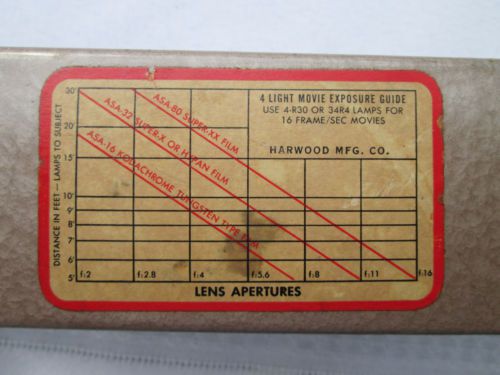 4 LIGHT MOVIE EXPOSURE GUIDE
USE 4-R30 OR 34R4 LAMPS FOR
16 FRAME/SEC MOVIES
HARWOOD MFG. CO.
DISTANCE IN FEET — LAMPS TO SUBJECT
30'
20'
15'
10'
9'
8'
7'
6'
5'
ASA-80 SUPER-XX FILM
ASA-32 SUPER-X OR HYPAN FILM
ASA-16 KODACHROME TUNGSTEN TYPE FILM
f:2 f:2.8 f:4 f:5.6 f:8 f:11 f:16
LENS APERTURES